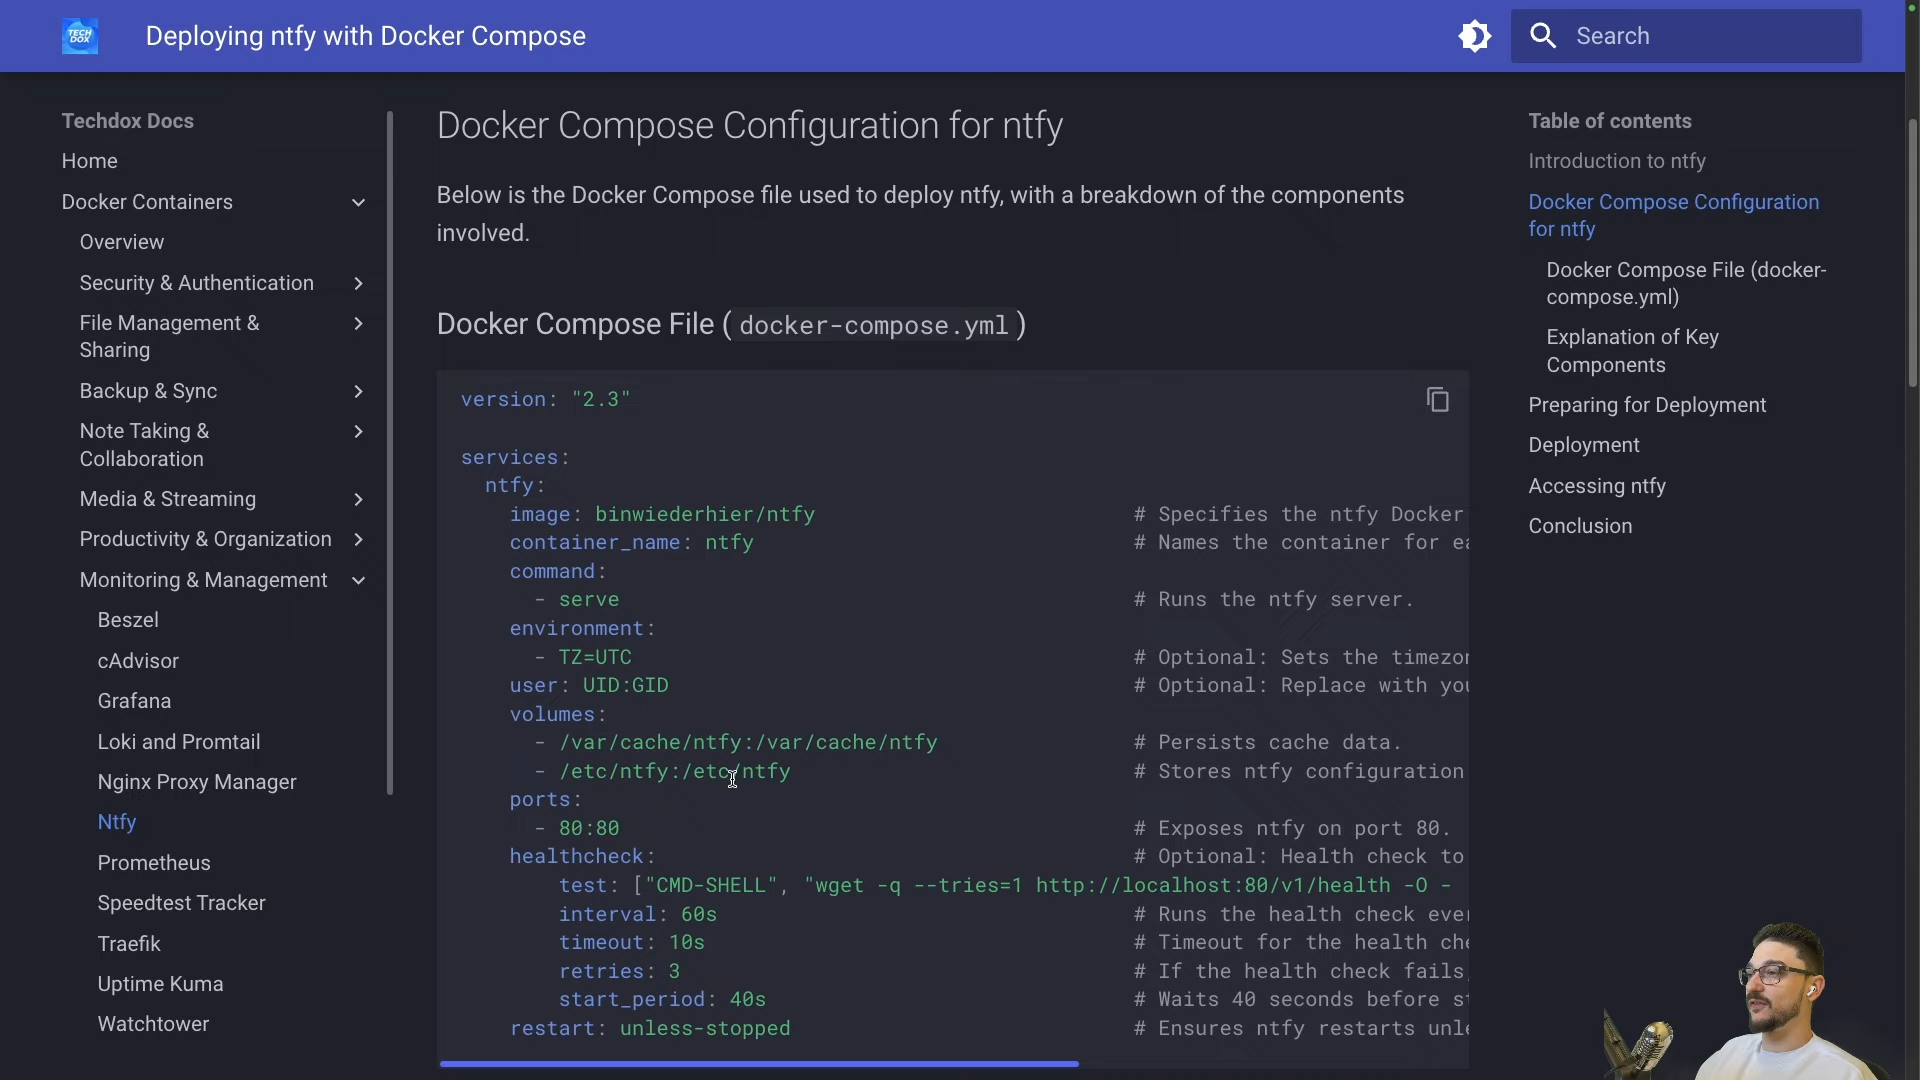 TECH
DOX
Deploying ntfy with Docker Compose
Search
Techdox Docs
Home
Docker Containers
Overview
Security & Authentication
File Management &
Sharing
Backup & Sync
Note Taking &
Collaboration
Media & Streaming
Productivity & Organization
Monitoring & Management
Beszel
cAdvisor
Grafana
Loki and Promtail
Nginx Proxy Manager
Ntfy
Prometheus
Speedtest Tracker
Traefik
Uptime Kuma
Watchtower
Docker Compose Configuration for ntfy
Below is the Docker Compose file used to deploy ntfy, with a breakdown of the components
involved.
Docker Compose File (docker-compose.yml)
version: "2.3"
services:
  ntfy:
    image: binwiederhier/ntfy # Specifies the ntfy Docker
    container_name: ntfy # Names the container for ea
    command:
      - serve # Runs the ntfy server.
    environment:
      - TZ=UTC # Optional: Sets the timezon
    user: UID:GID # Optional: Replace with you
    volumes:
      - /var/cache/ntfy:/var/cache/ntfy # Persists cache data.
      - /etc/ntfy:/etc/ntfy # Stores ntfy configuration
    ports:
      - 80:80 # Exposes ntfy on port 80.
    healthcheck: # Optional: Health check to
        test: ["CMD-SHELL", "wget -q --tries=1 http://localhost:80/v1/health -O -
        interval: 60s # Runs the health check ever
        timeout: 10s # Timeout for the health che
        retries: 3 # If the health check fails,
        start_period: 40s # Waits 40 seconds before st
    restart: unless-stopped # Ensures ntfy restarts unle
Table of contents
Introduction to ntfy
Docker Compose Configuration
for ntfy
Docker Compose File (docker-
compose.yml)
Explanation of Key
Components
Preparing for Deployment
Deployment
Accessing ntfy
Conclusion